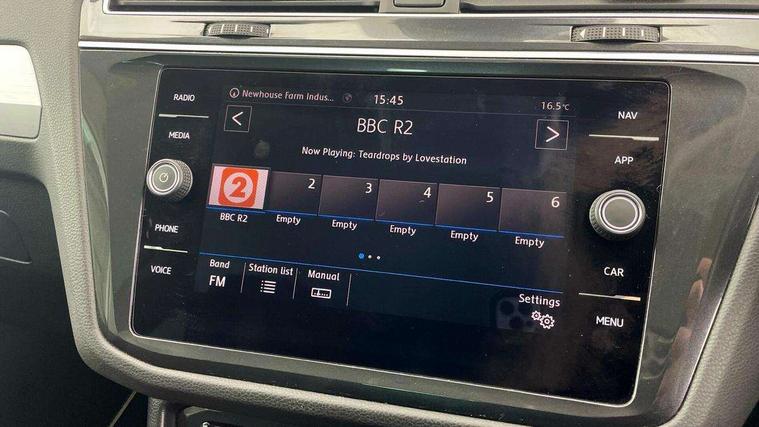 RADIO
MEDIA
PHONE
VOICE
Newhouse Farm Indus... 15:45 16.5°C
<
BBC R2
>
Now Playing: Teardrops by Lovestation
2 2 3 4 5 6
BBC R2 Empty Empty Empty Empty Empty
Band Station list Manual
FM
Settings
NAV
APP
CAR
MENU